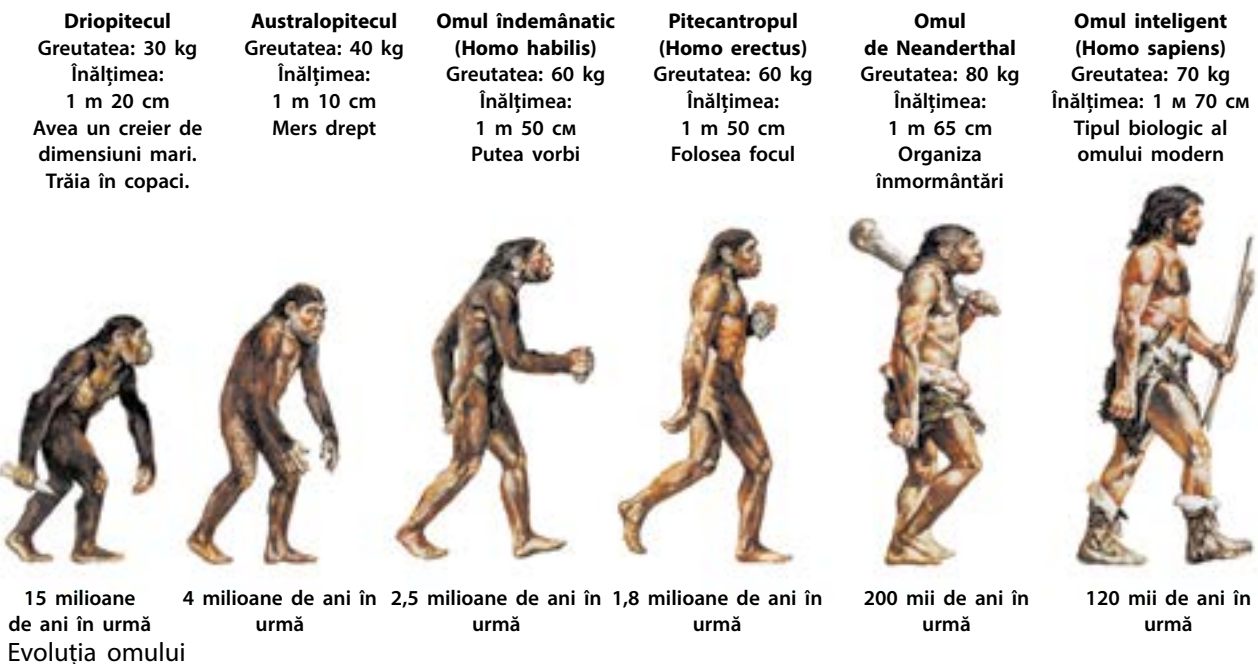 Driopitecul
Greutatea: 30 kg
Înălțimea:
1 m 20 cm
Avea un creier de
dimensiuni mari.
Trăia în copaci.
Australopitecul
Greutatea: 40 kg
Înălțimea:
1 m 10 cm
Mers drept
Omul îndemânatic
(Homo habilis)
Greutatea: 60 kg
Înălțimea:
1 m 50 см
Putea vorbi
Pitecantropul
(Homo erectus)
Greutatea: 60 kg
Înălțimea:
1 m 50 cm
Folosea focul
Omul
de Neanderthal
Greutatea: 80 kg
Înălțimea:
1 m 65 cm
Organiza
înmormântări
Omul inteligent
(Homo sapiens)
Greutatea: 70 kg
Înălțimea: 1 м 70 см
Tipul biologic al
omului modern
15 milioane
de ani în urmă
4 milioane de ani în
urmă
2,5 milioane de ani în
urmă
1,8 milioane de ani în
urmă
200 mii de ani în
urmă
120 mii de ani în
urmă
Evoluția omului